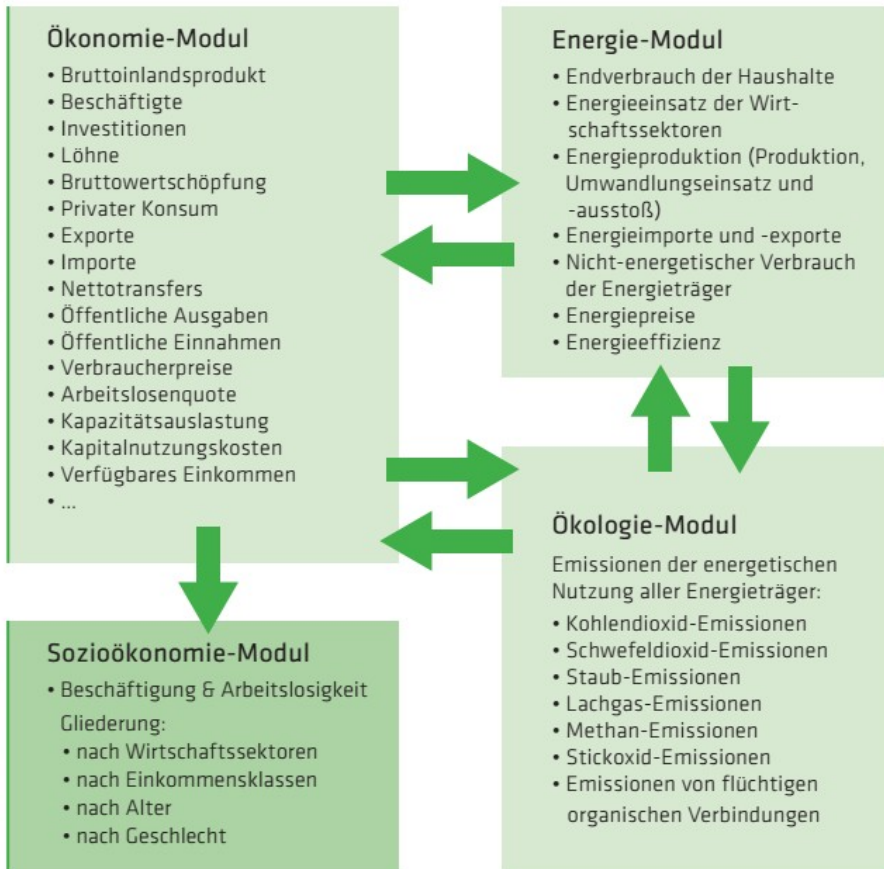 Ökonomie-Modul
• Bruttoinlandsprodukt
• Beschäftigte
• Investitionen
• Löhne
• Bruttowertschöpfung
• Privater Konsum
• Exporte
• Importe
• Nettotransfers
• Öffentliche Ausgaben
• Öffentliche Einnahmen
• Verbraucherpreise
• Arbeitslosenquote
• Kapazitätsauslastung
• Kapitalnutzungskosten
• Verfügbares Einkommen
• ...
Energie-Modul
• Endverbrauch der Haushalte
• Energieeinsatz der Wirt-
schaftssektoren
• Energieproduktion (Produktion,
Umwandlungseinsatz und
-ausstoß)
• Energieimporte und -exporte
• Nicht-energetischer Verbrauch
der Energieträger
• Energiepreise
• Energieeffizienz
Sozioökonomie-Modul
• Beschäftigung & Arbeitslosigkeit
Gliederung:
• nach Wirtschaftssektoren
• nach Einkommensklassen
• nach Alter
• nach Geschlecht
Ökologie-Modul
Emissionen der energetischen
Nutzung aller Energieträger:
• Kohlendioxid-Emissionen
• Schwefeldioxid-Emissionen
• Staub-Emissionen
• Lachgas-Emissionen
• Methan-Emissionen
• Stickoxid-Emissionen
• Emissionen von flüchtigen
organischen Verbindungen